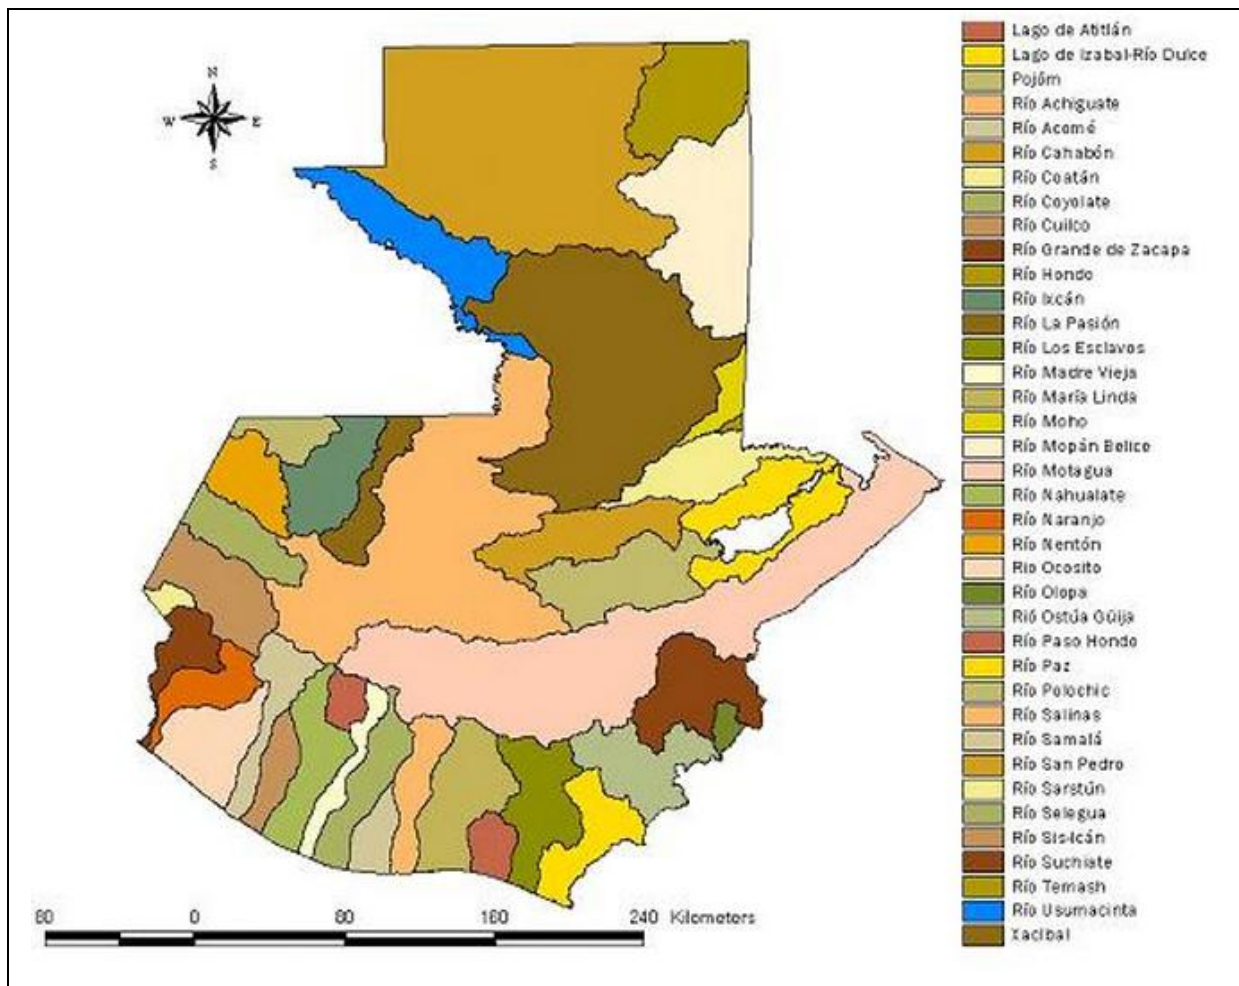 N
W E
S
Lago de Atitlán
Lago de Izabal-Río Dulce
Pojóm
Río Achiguate
Río Acomé
Río Cahabón
Río Coatán
Río Coyolate
Río Cuilco
Río Grande de Zacapa
Río Hondo
Río Ixcán
Río La Pasión
Río Los Esclavos
Río Madre Vieja
Río María Linda
Río Moho
Río Mopán Belice
Río Motagua
Río Nahualate
Río Naranjo
Río Nentón
Río Ocosito
Río Olopa
Rió Ostúa Güija
Río Paso Hondo
Río Paz
Río Polochic
Río Salinas
Río Samalá
Río San Pedro
Río Sarstún
Río Selegua
Río Sis-Icán
Río Suchiate
Río Temash
Río Usumacinta
Xacibal
80 0 80 160 240 Kilometers